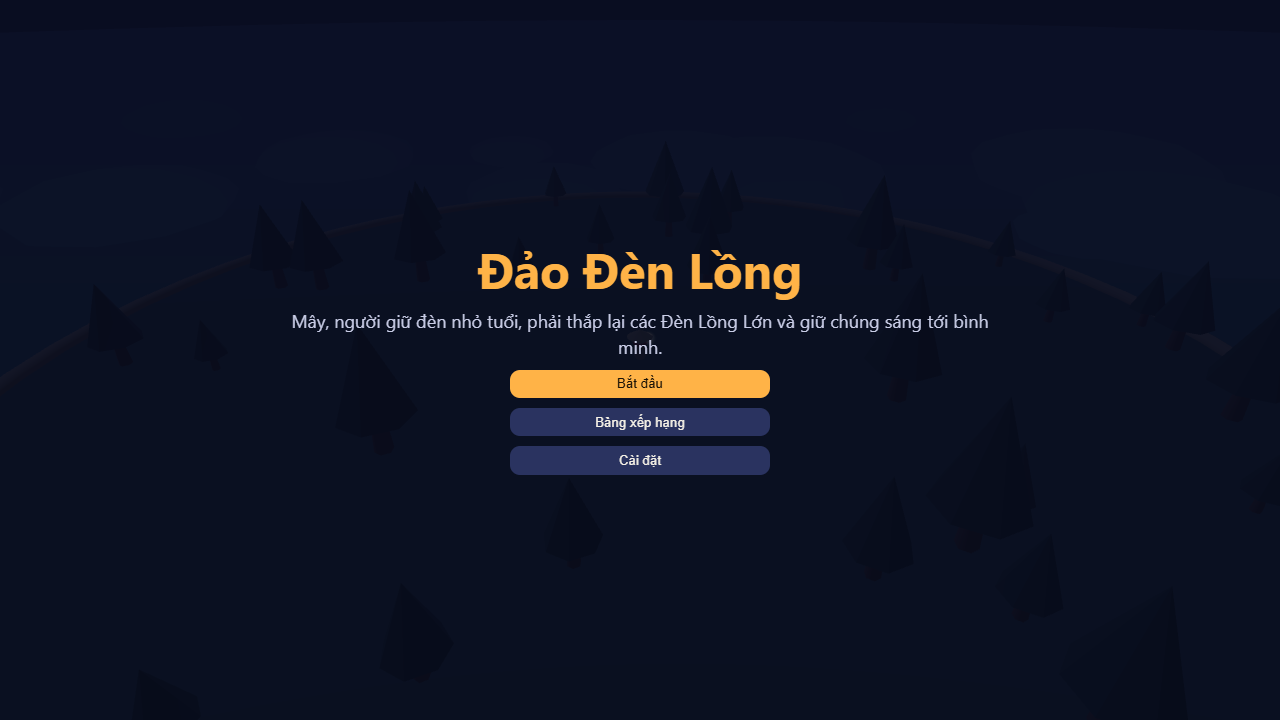 Đảo Đèn Lồng
Mây, người giữ đèn nhỏ tuổi, phải thắp lại các Đèn Lồng Lớn và giữ chúng sáng tới bình
minh.
Bắt đầu
Bảng xếp hạng
Cài đặt